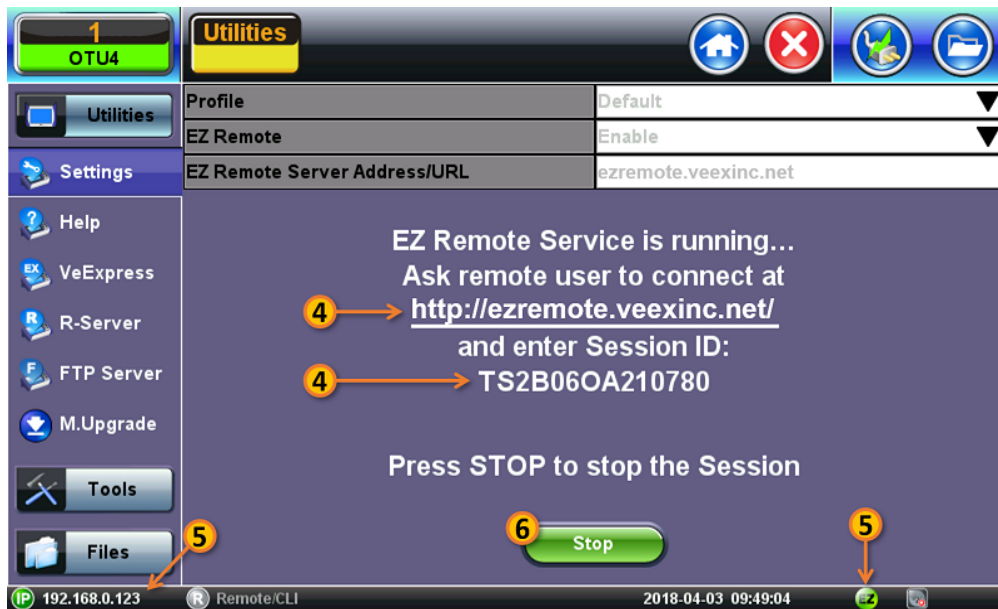 1
OTU4
Utilities
Utilities
Profile
Default
EZ Remote
Enable
EZ Remote Server Address/URL
ezremote.veexinc.net
Settings
Help
EX
VeExpress
R
R-Server
F
FTP Server
M.Upgrade
Tools
Files
EZ Remote Service is running...
Ask remote user to connect at
4
http://ezremote.veexinc.net/
and enter Session ID:
4
TS2B06OA210780
Press STOP to stop the Session
6
Stop
5
5
IP
192.168.0.123
R
Remote/CLI
2018-04-03 09:49:04
EZ